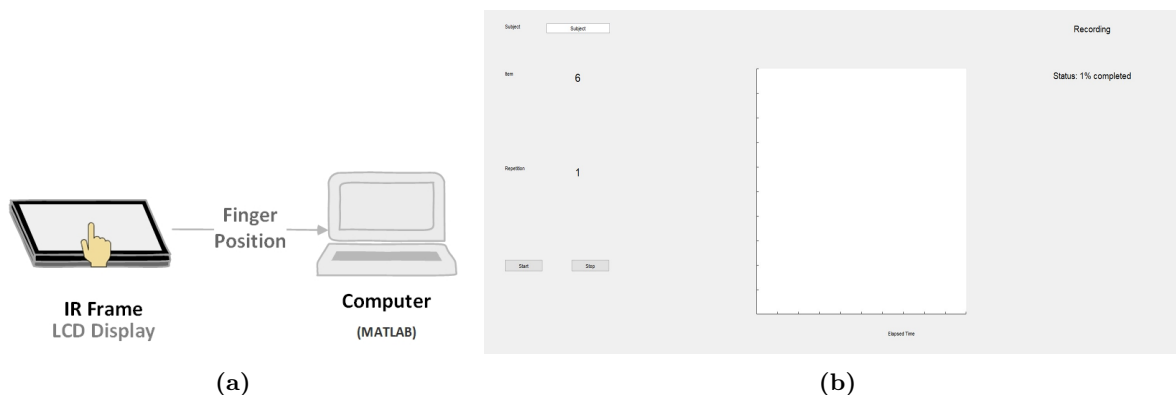 Finger
Position
IR Frame
LCD Display
Computer
(MATLAB)
(a)
Subject
Subject
Recording
Item
6
Status: 1% completed
Repetition
1
Start
Stop
Elapsed Time
(b)